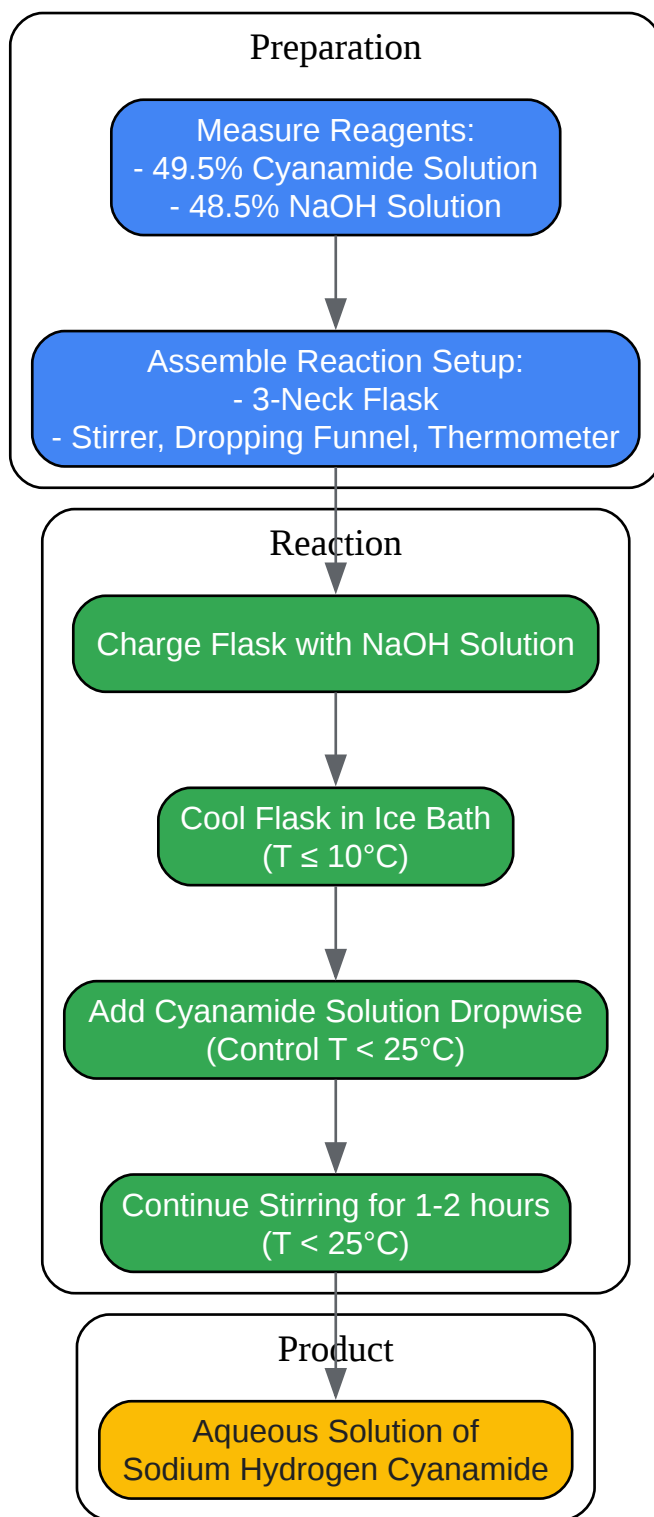 Preparation
Measure Reagents:
- 49.5% Cyanamide Solution
- 48.5% NaOH Solution
Assemble Reaction Setup:
- 3-Neck Flask
- Stirrer, Dropping Funnel, Thermometer
Reaction
Charge Flask with NaOH Solution
Cool Flask in Ice Bath
(T ≤ 10°C)
Add Cyanamide Solution Dropwise
(Control T < 25°C)
Continue Stirring for 1-2 hours
(T < 25°C)
Product
Aqueous Solution of
Sodium Hydrogen Cyanamide